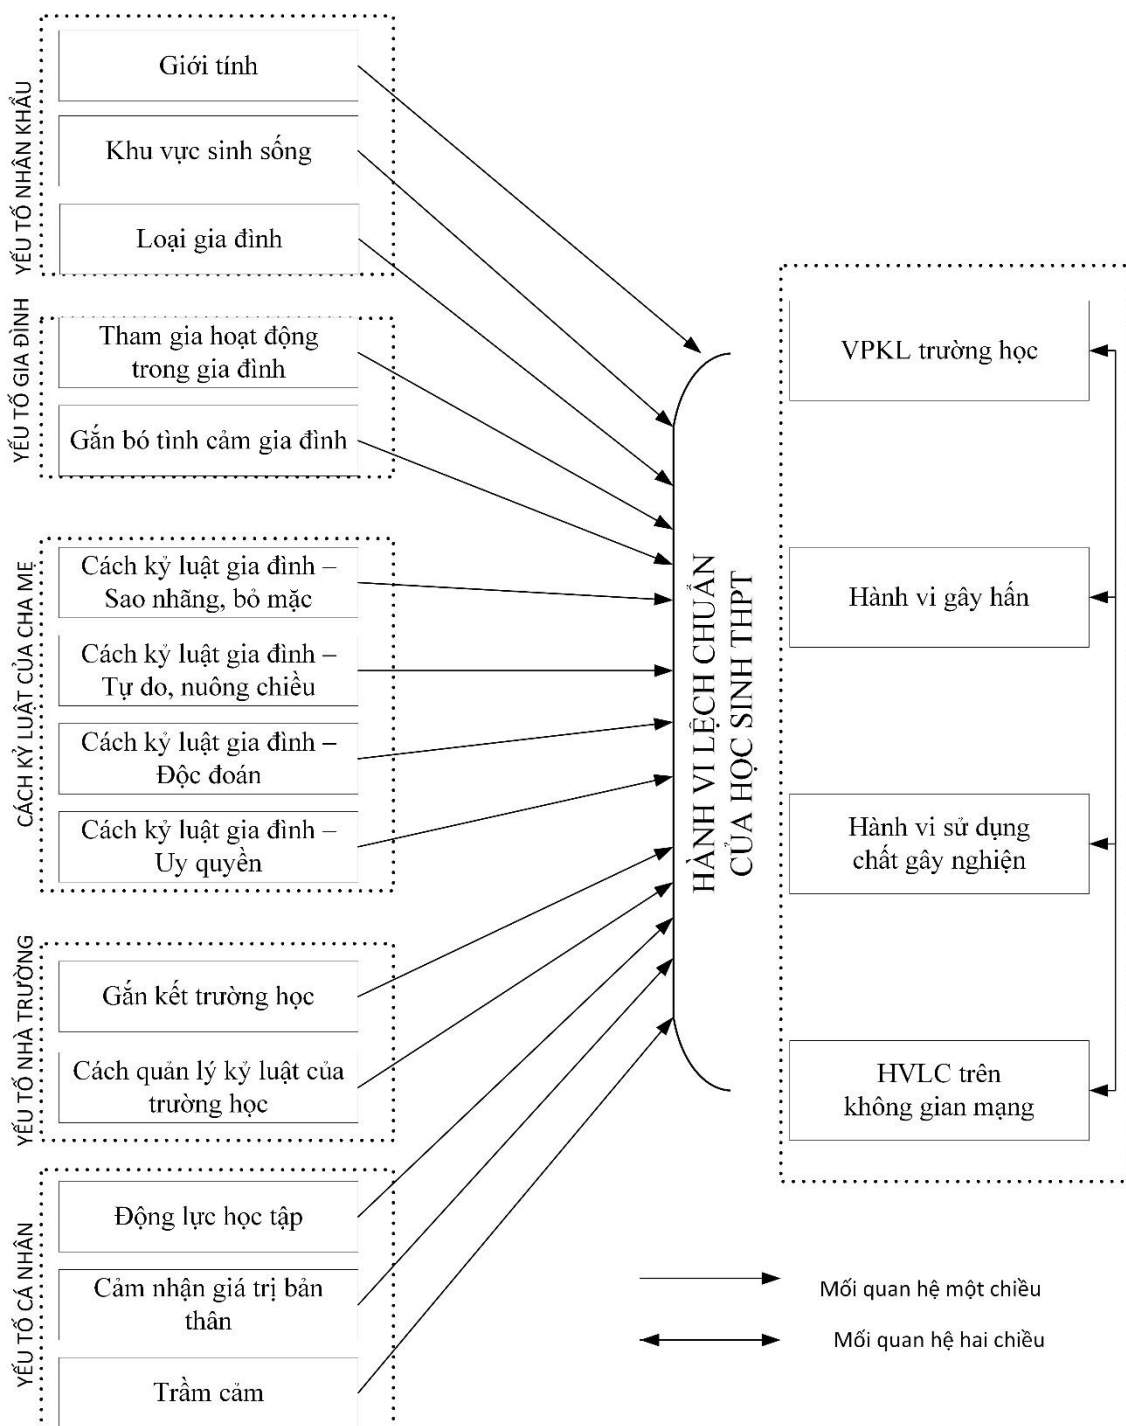 YẾU TỐ NHÂN KHẨU
Giới tính
Khu vực sinh sống
Loại gia đình
YẾU TỐ GIA ĐÌNH
Tham gia hoạt động
trong gia đình
Gắn bó tình cảm gia đình
CÁCH KỶ LUẬT CỦA CHA MẸ
Cách kỷ luật gia đình –
Sao nhãng, bỏ mặc
Cách kỷ luật gia đình –
Tự do, nuông chiều
Cách kỷ luật gia đình –
Độc đoán
Cách kỷ luật gia đình –
Uy quyền
YẾU TỐ NHÀ TRƯỜNG
Gắn kết trường học
Cách quản lý kỷ luật của
trường học
YẾU TỐ CÁ NHÂN
Động lực học tập
Cảm nhận giá trị bản
thân
Trầm cảm
HÀNH VI LỆCH CHUẨN
CỦA HỌC SINH THPT
VPKL trường học
Hành vi gây hấn
Hành vi sử dụng
chất gây nghiện
HVLC trên
không gian mạng
Mối quan hệ một chiều
Mối quan hệ hai chiều